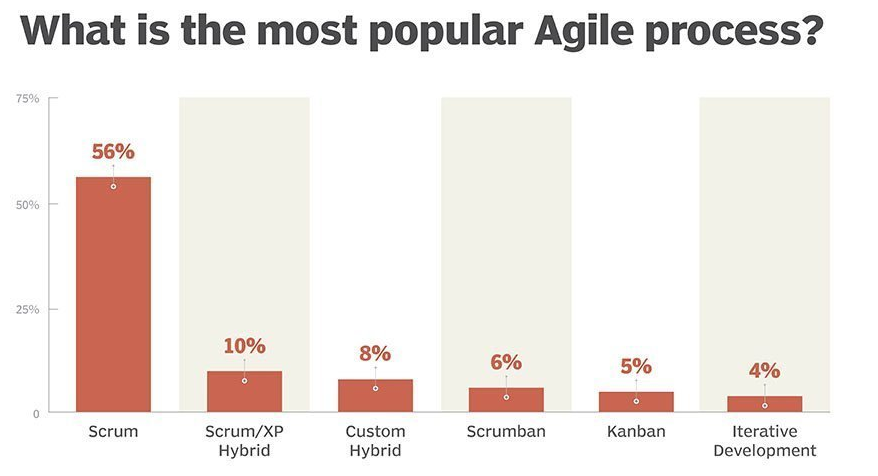 What is the most popular Agile process?
75%
50%
25%
0
56%
10%
8%
6%
5%
4%
Scrum
Scrum/XP
Hybrid
Custom
Hybrid
Scrumban
Kanban
Iterative
Development